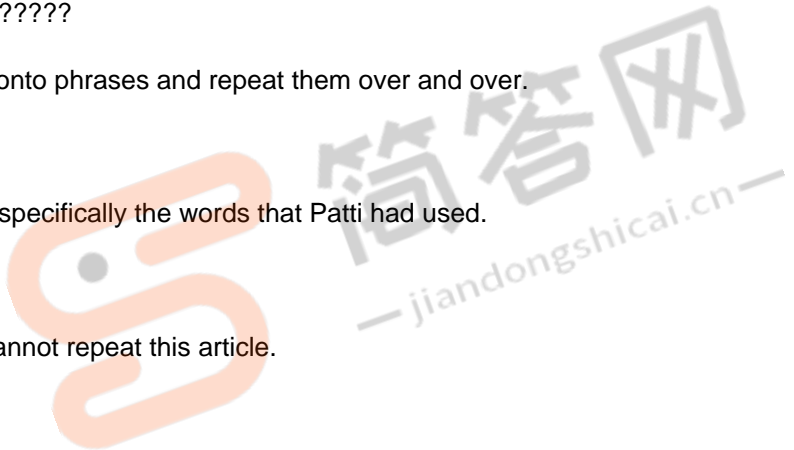 ?????
onto phrases and repeat them over and over.
specifically the words that Patti had used.
annot repeat this article.
简答网
jiandongshicai.cn